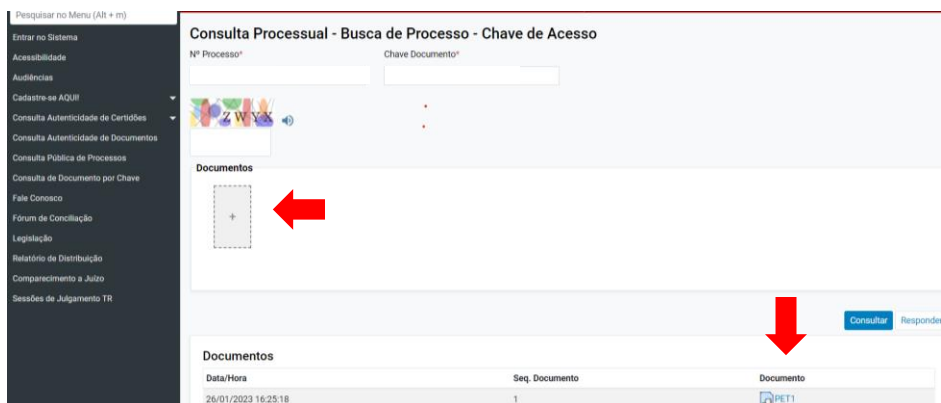 Pesquisar no Menu (Alt + m)
Entrar no Sistema
Acessibilidade
Audiências
Cadastre-se AQUI!
Consulta Autenticidade de Certidões
Consulta Autenticidade de Documentos
Consulta Pública de Processos
Consulta de Documento por Chave
Fale Conosco
Fórum de Conciliação
Legislação
Relatório de Distribuição
Comparecimento a Juízo
Sessões de Julgamento TR
Consulta Processual - Busca de Processo - Chave de Acesso
Nº Processo* Chave Documento*
ZWYX
Documentos
+
Consultar Responder
Documentos
Data/Hora Seq. Documento Documento
26/01/2023 16:25:18 1 PET1